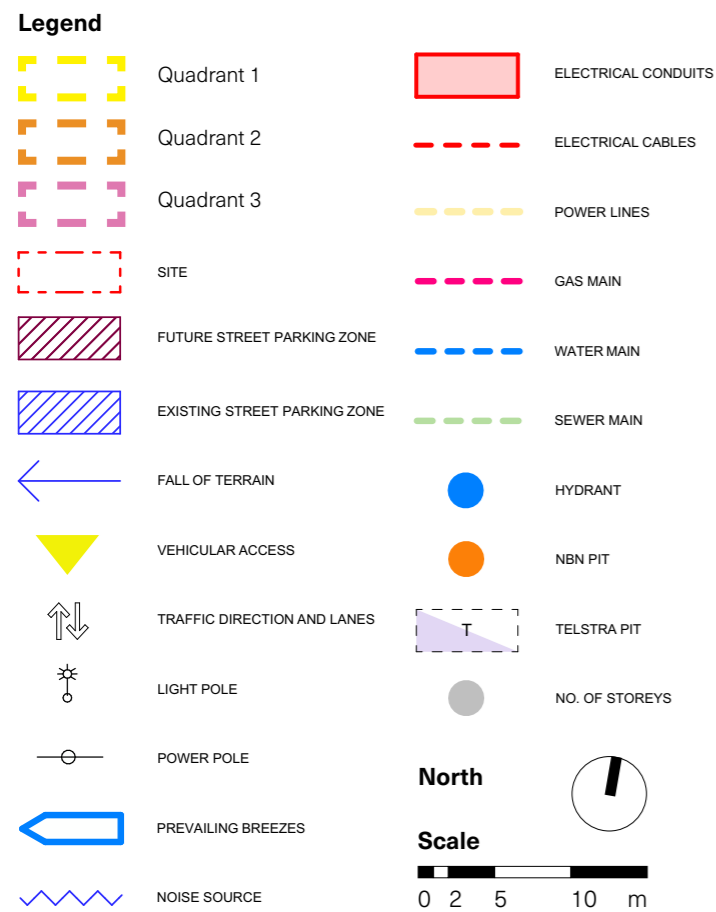 Legend
Quadrant 1
Quadrant 2
Quadrant 3
SITE
FUTURE STREET PARKING ZONE
EXISTING STREET PARKING ZONE
FALL OF TERRAIN
VEHICULAR ACCESS
TRAFFIC DIRECTION AND LANES
LIGHT POLE
POWER POLE
PREVAILING BREEZES
NOISE SOURCE
ELECTRICAL CONDUITS
ELECTRICAL CABLES
POWER LINES
GAS MAIN
WATER MAIN
SEWER MAIN
HYDRANT
NBN PIT
T
TELSTRA PIT
NO. OF STOREYS
North
Scale
0 2 5 10 m